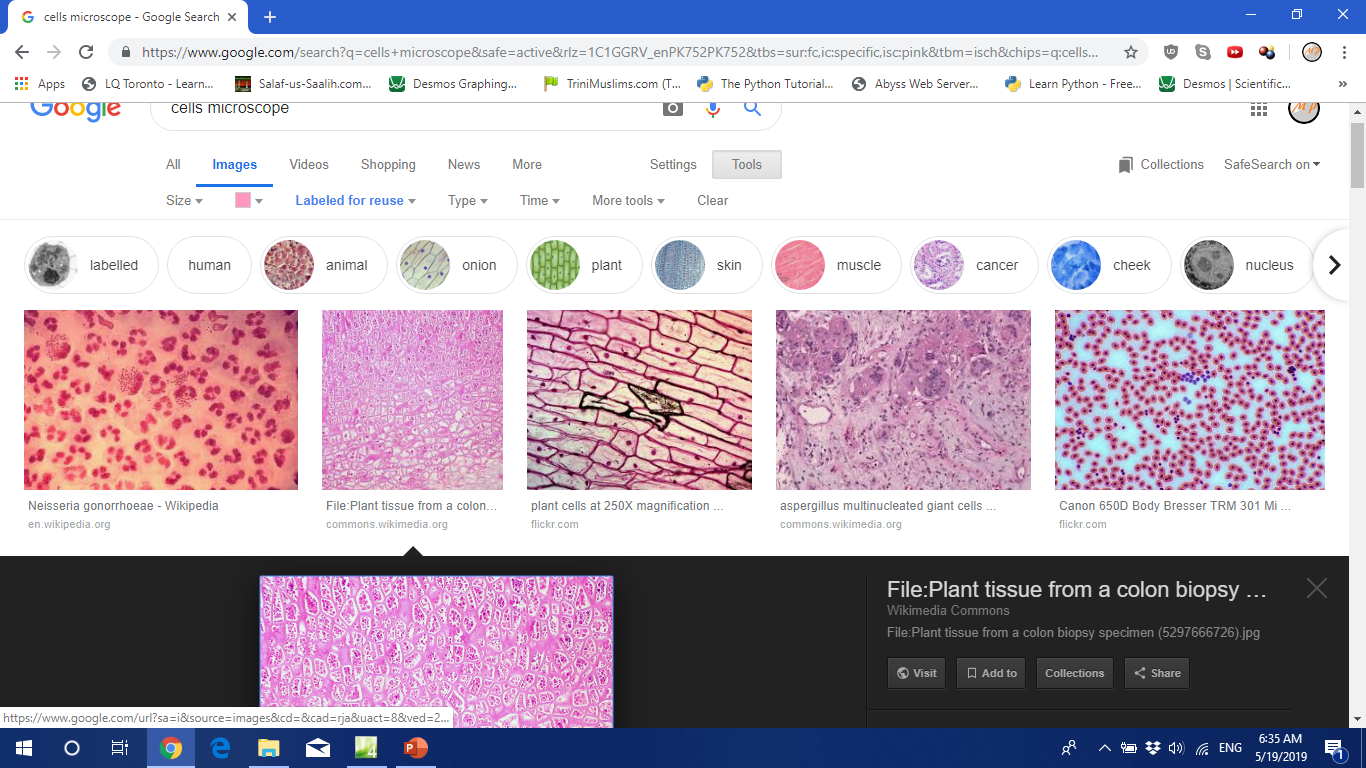 cells microscope - Google Search
https://www.google.com/search?q=cells+microscope&safe=active&rlz=1C1GGRV_enPK752PK752&tbs=sur:fc,ic:specific,isc:pink&tbm=isch&chips=q:cells...
Apps LQ Toronto - Learn... Salaf-us-Saalih.com... Desmos Graphing... TriniMuslims.com (T... The Python Tutorial... Abyss Web Server... Learn Python - Free... Desmos | Scientific... »
Google cells microscope
All Images Videos Shopping News More Settings Tools Collections SafeSearch on
Size Labeled for reuse Type Time More tools Clear
labelled human animal onion plant skin muscle cancer cheek nucleus
Neisseria gonorrhoeae - Wikipedia
en.wikipedia.org
File:Plant tissue from a colon...
commons.wikimedia.org
plant cells at 250X magnification ...
flickr.com
aspergillus multinucleated giant cells ...
commons.wikimedia.org
Canon 650D Body Bresser TRM 301 Mi ...
flickr.com
File:Plant tissue from a colon biopsy ...
Wikimedia Commons
File:Plant tissue from a colon biopsy specimen (5297666726).jpg
Visit Add to Collections Share
https://www.google.com/url?sa=i&source=images&cd=&cad=rja&uact=8&ved=2...
ENG
6:35 AM
5/19/2019
1